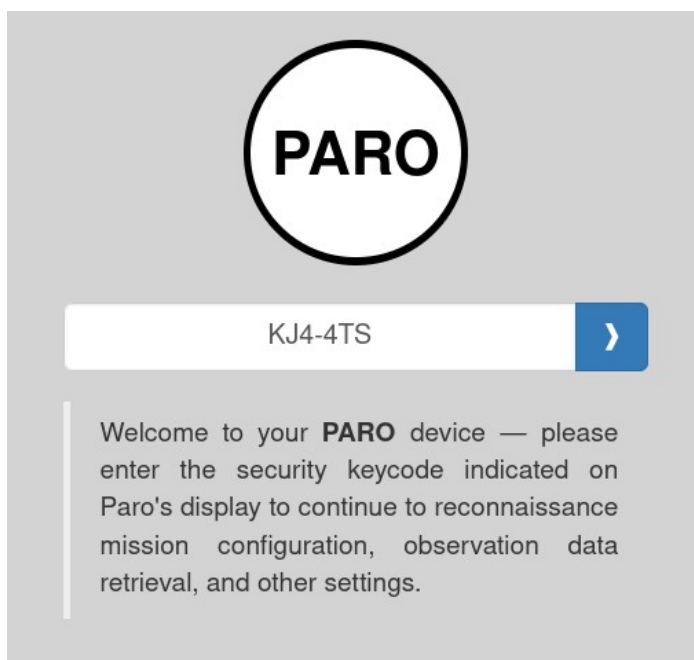 PARO
KJ4-4TS
❯
Welcome to your PARO device — please
enter the security keycode indicated on
Paro's display to continue to reconnaissance
mission configuration, observation data
retrieval, and other settings.